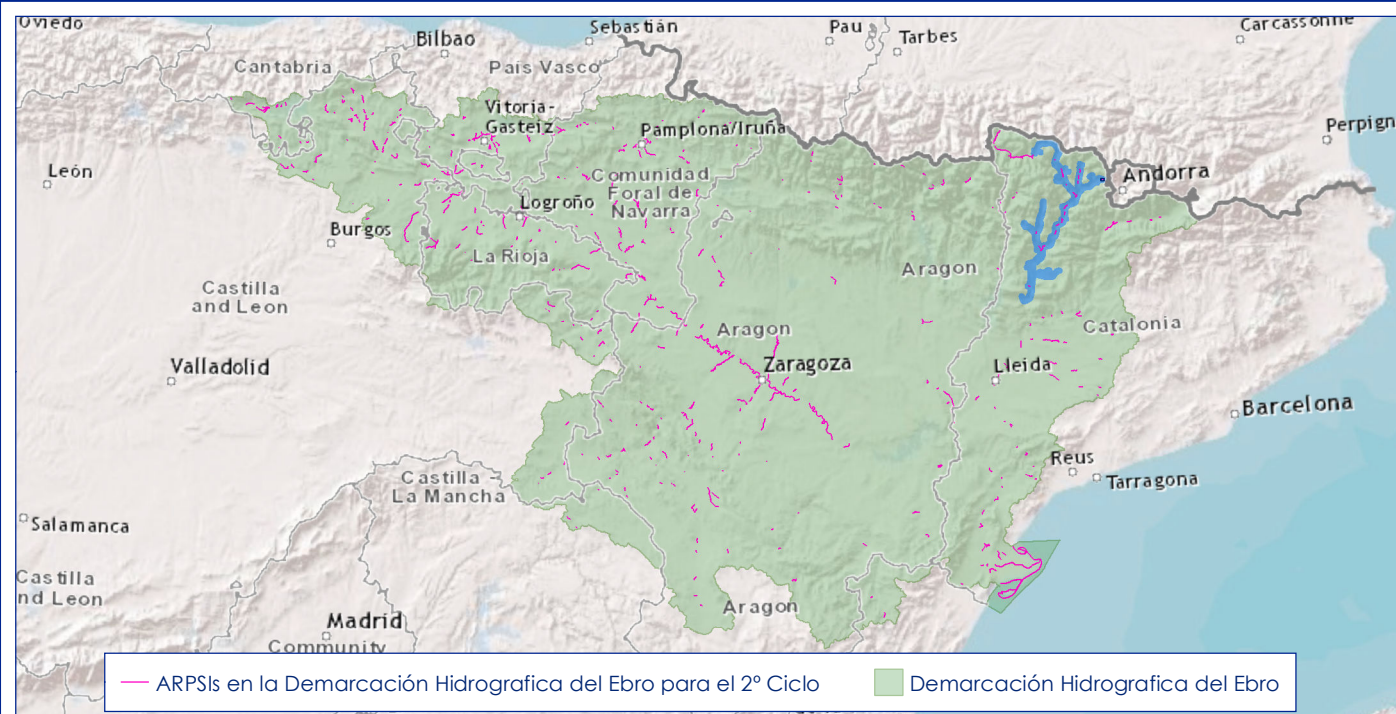 Oviedo
Bilbao
Sebastián
Pau
Tarbes
Carcassonne
Cantabria
País Vasco
Vitoria-
Gasteiz
Pamplona/Iruña
Perpign
León
Comunidad
Foral de
Navarra
Andorra
Logroño
Burgos
La Rioja
Aragon
Castilla
and Leon
Catalonia
Aragon
Valladolid
Zaragoza
Lleida
Barcelona
Reus
Tarragona
Castilla -
La Mancha
Salamanca
Castilla
nd Leon
Aragon
Madrid
Community
ARPSIs en la Demarcación Hidrografica del Ebro para el 2º Ciclo
Demarcación Hidrografica del Ebro